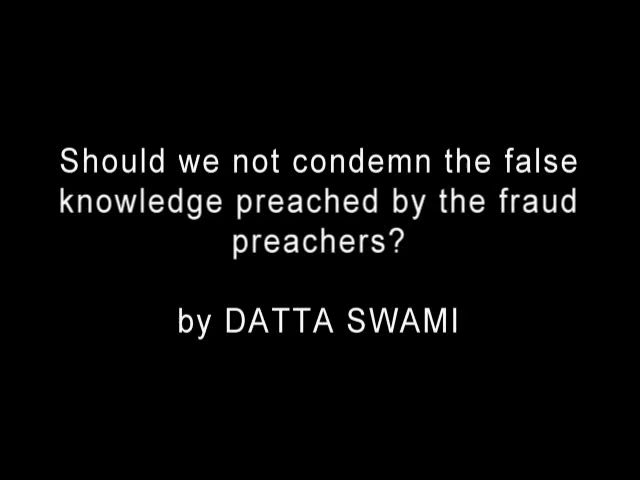 Should we not condemn the false
knowledge preached by the fraud
preachers?
by DATTA SWAMI